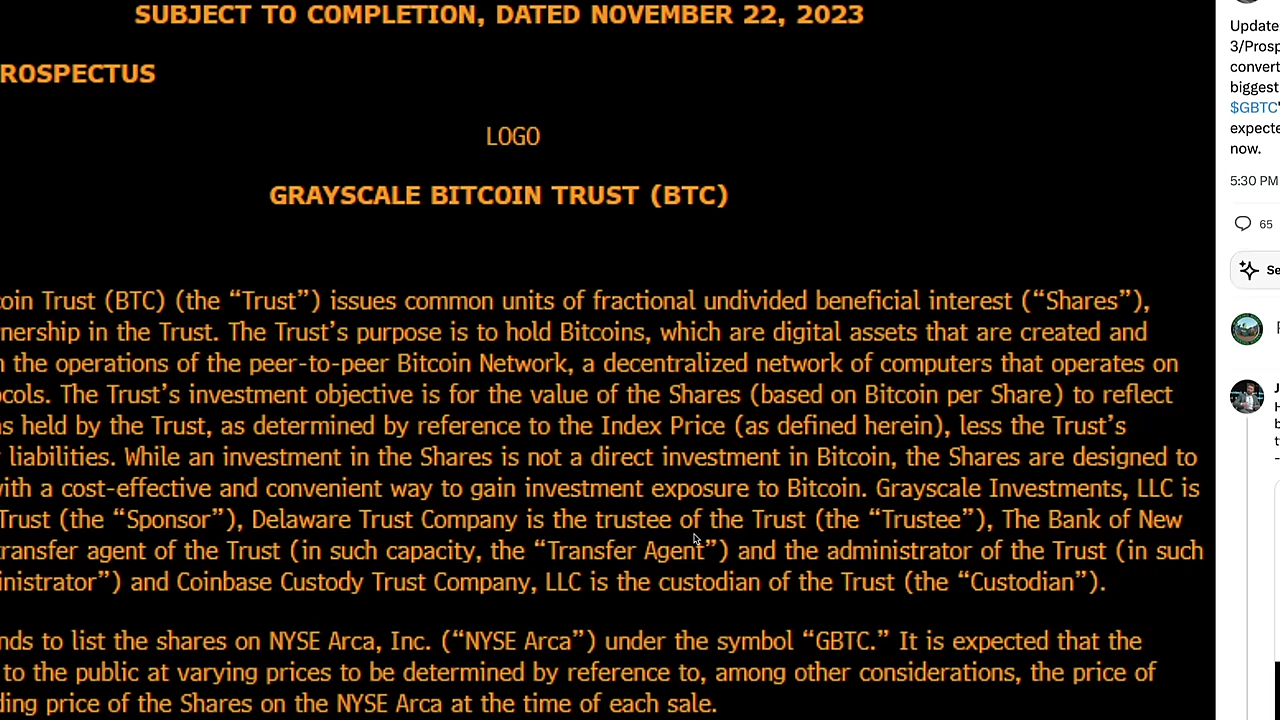 SUBJECT TO COMPLETION, DATED NOVEMBER 22, 2023
ROSPECTUS
LOGO
GRAYSCALE BITCOIN TRUST (BTC)
coin Trust (BTC) (the “Trust”) issues common units of fractional undivided beneficial interest (“Shares”),
nership in the Trust. The Trust’s purpose is to hold Bitcoins, which are digital assets that are created and
n the operations of the peer-to-peer Bitcoin Network, a decentralized network of computers that operates on
ocols. The Trust’s investment objective is for the value of the Shares (based on Bitcoin per Share) to reflect
s held by the Trust, as determined by reference to the Index Price (as defined herein), less the Trust’s
liabilities. While an investment in the Shares is not a direct investment in Bitcoin, the Shares are designed to
with a cost-effective and convenient way to gain investment exposure to Bitcoin. Grayscale Investments, LLC is
Trust (the “Sponsor”), Delaware Trust Company is the trustee of the Trust (the “Trustee”), The Bank of New
transfer agent of the Trust (in such capacity, the “Transfer Agent”) and the administrator of the Trust (in such
inistrator”) and Coinbase Custody Trust Company, LLC is the custodian of the Trust (the “Custodian”).
nds to list the shares on NYSE Arca, Inc. (“NYSE Arca”) under the symbol “GBTC.” It is expected that the
to the public at varying prices to be determined by reference to, among other considerations, the price of
ding price of the Shares on the NYSE Arca at the time of each sale.
Update
3/Prosp
convert
biggest
$GBTC'
expecte
now.
5:30 PM
65
Se